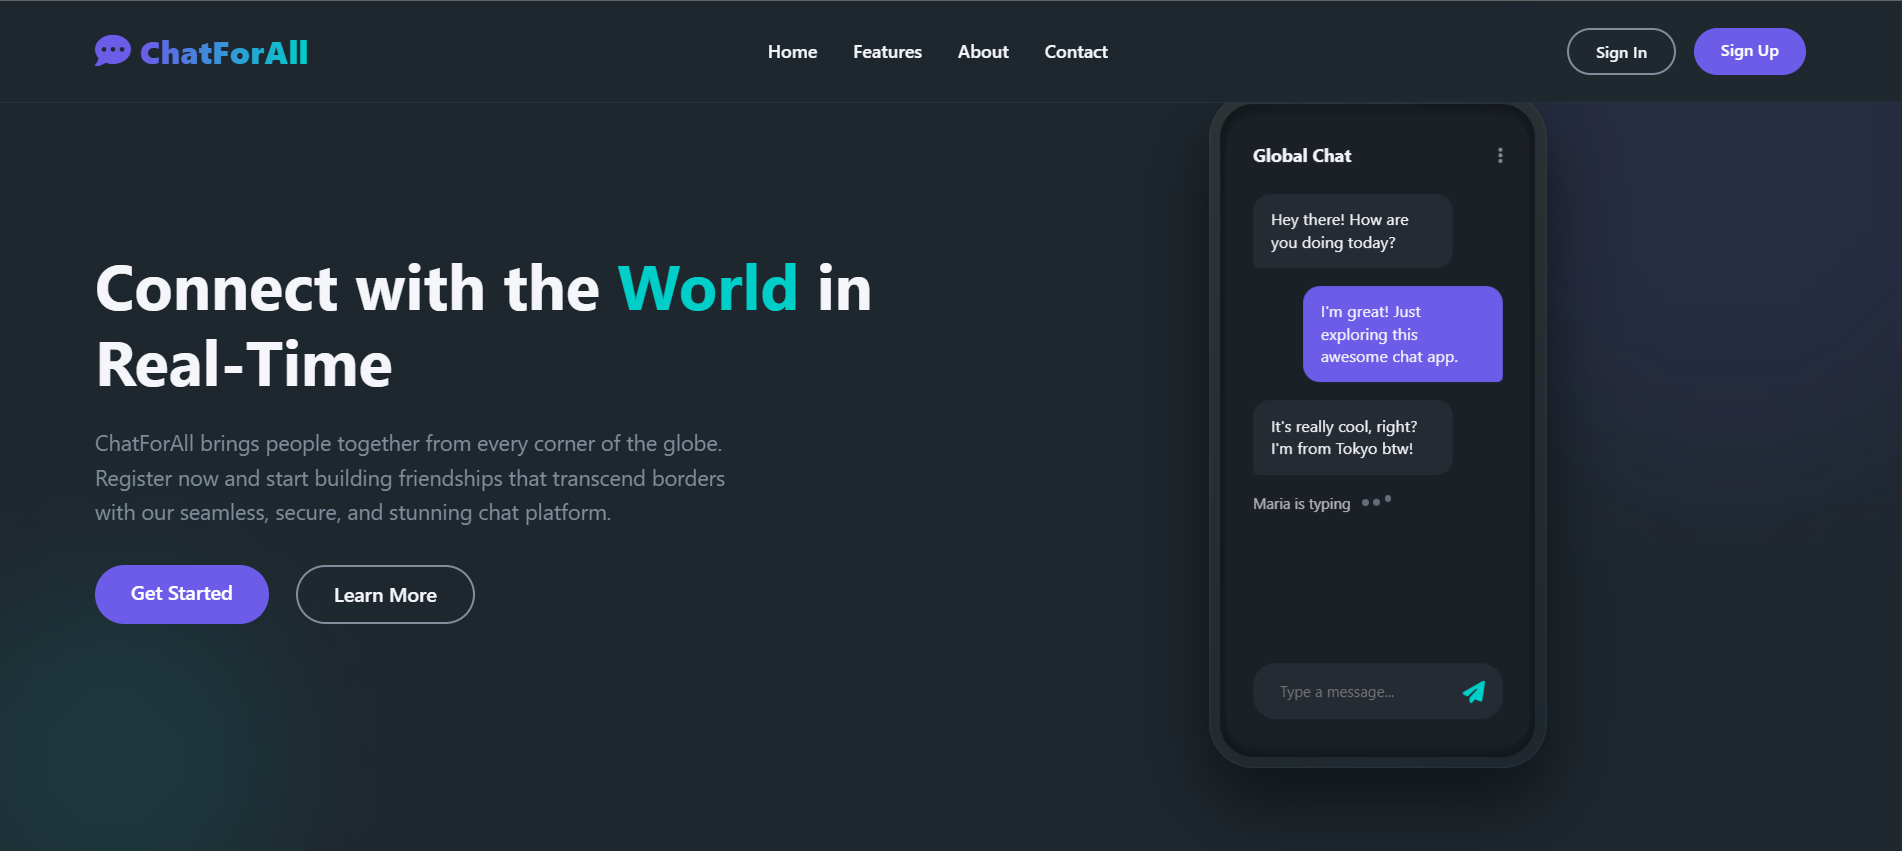 ChatForAll
Home
Features
About
Contact
Sign In
Sign Up
Connect with the World in
Real-Time
ChatForAll brings people together from every corner of the globe.
Register now and start building friendships that transcend borders
with our seamless, secure, and stunning chat platform.
Get Started
Learn More
Global Chat
Hey there! How are
you doing today?
I'm great! Just
exploring this
awesome chat app.
It's really cool, right?
I'm from Tokyo btw!
Maria is typing
Type a message...